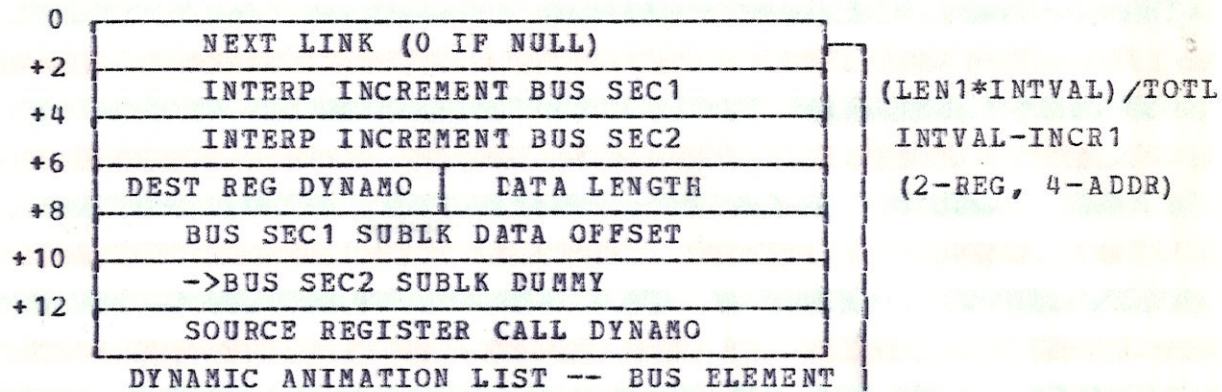 0
NEXT LINK (0 IF NULL)
+2
INTERP INCREMENT BUS SEC1 (LEN1*INTVAL)/TOTL
+4
INTERP INCREMENT BUS SEC2 INTVAL-INCR1
+6
DEST REG DYNAMO | DATA LENGTH (2-REG, 4-ADDR)
+8
BUS SEC1 SUBLK DATA OFFSET
+10
->BUS SEC2 SUBLK DUMMY
+12
SOURCE REGISTER CALL DYNAMO
DYNAMIC ANIMATION LIST -- BUS ELEMENT